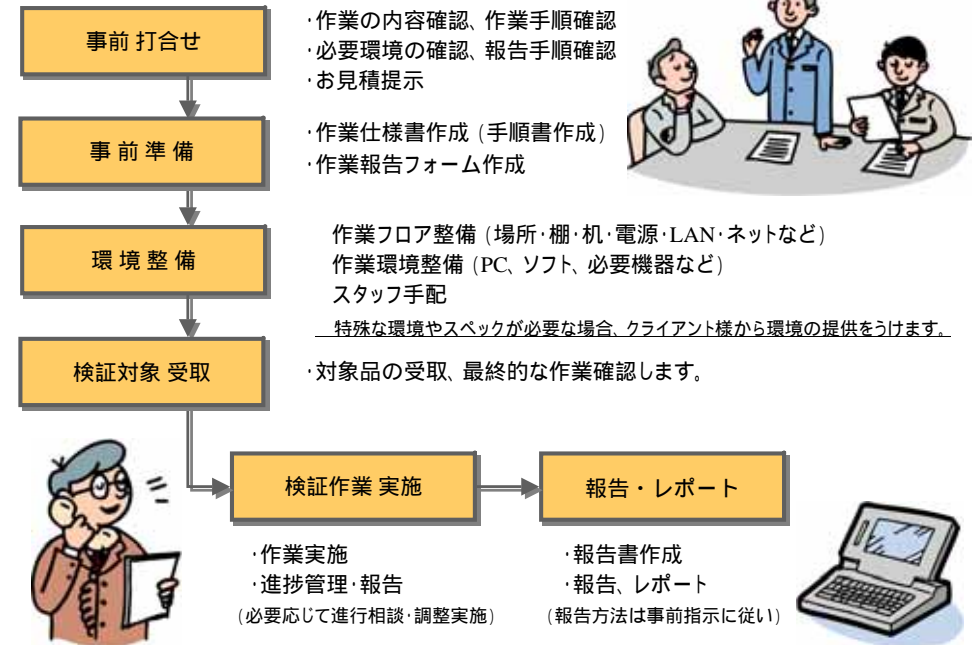 事前 打合せ
・作業の内容確認、作業手順確認
・必要環境の確認、報告手順確認
・お見積提示
事 前 準 備
・作業仕様書作成（手順書作成）
・作業報告フォーム作成
環 境 整 備
作業フロア整備（場所・棚・机・電源・LAN・ネットなど）
作業環境整備（PC、ソフト、必要機器など）
スタッフ手配
特殊な環境やスペックが必要な場合、クライアント様から環境の提供をうけます。
検証対象 受取
・対象品の受取、最終的な作業確認します。
検証作業 実施
・作業実施
・進捗管理・報告
（必要応じて進行相談・調整実施）
報告・レポート
・報告書作成
・報告、レポート
（報告方法は事前指示に従い）